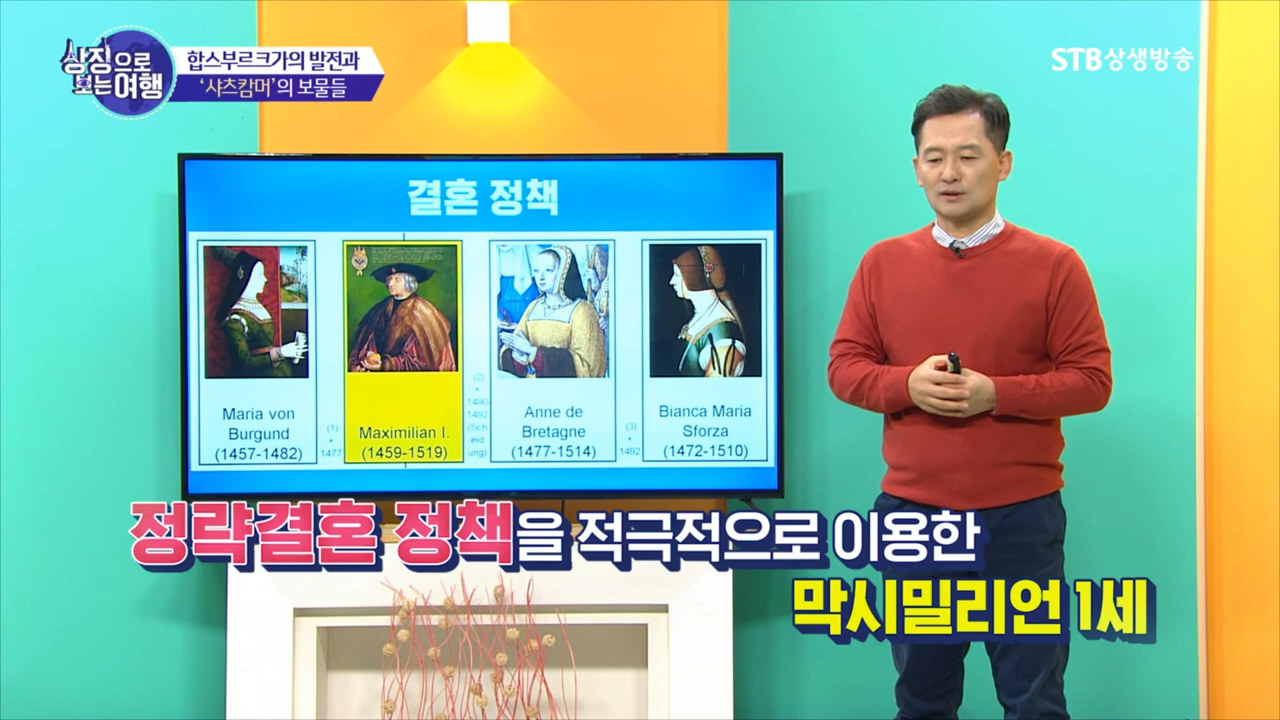 상징으로
보는여행
합스부르크가의 발전과
‘샤츠캄머’의 보물들
STB상생방송
결혼 정책
Maria von
Burgund
(1457-1482)
(1)
1477
Maximilian I.
(1459-1519)
(2)
1490-
1492
(Sch
eid
ung)
Anne de
Bretagne
(1477-1514)
(3)
1492
Bianca Maria
Sforza
(1472-1510)
정략결혼 정책을 적극적으로 이용한
막시밀리언 1세